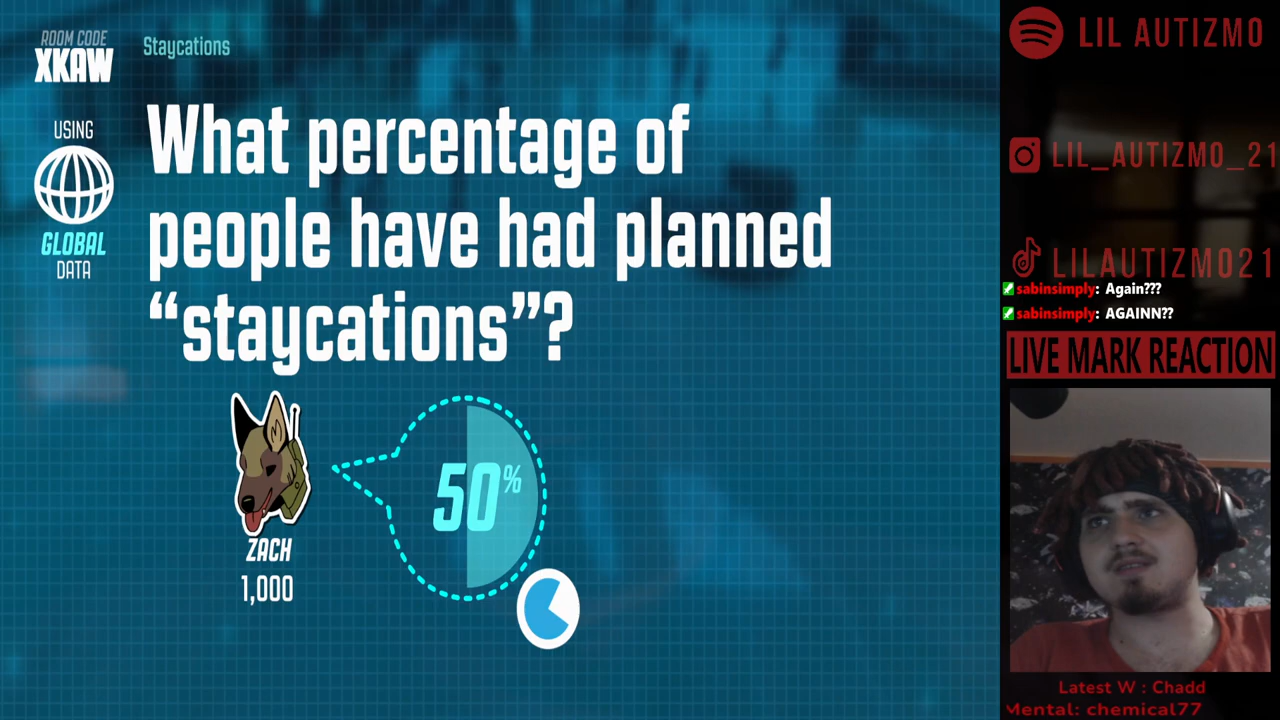 ROOM CODE
XKAW
Staycations
USING
GLOBAL
DATA
What percentage of
people have had planned
“staycations”?
50%
ZACH
1,000
LIL AUTIZMO
LIL_AUTIZMO_21
LILAUTIZMO21
sabinsimply: Again???
sabinsimply: AGAINN??
LIVE MARK REACTION
Latest W : Chadd
Mental: chemical77